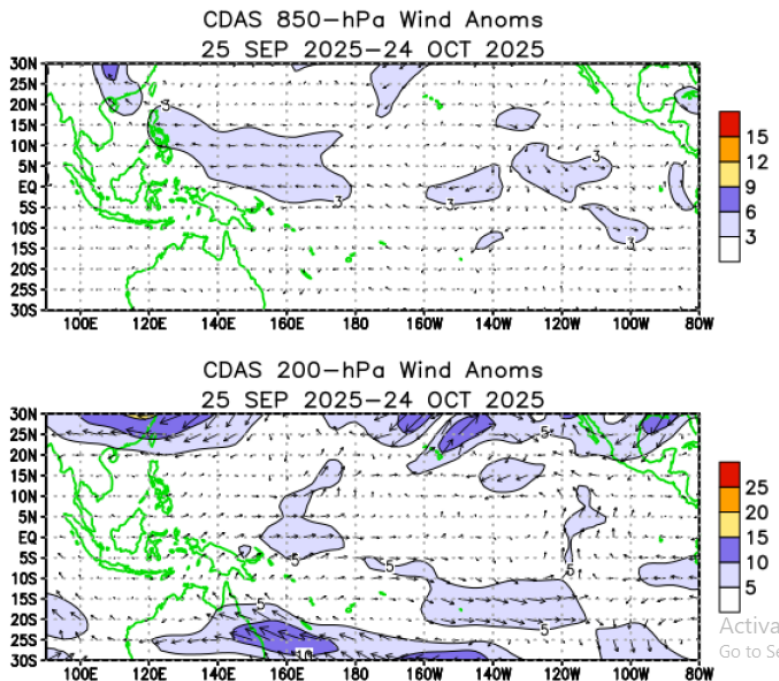 CDAS 850-hPa Wind Anoms
25 SEP 2025-24 OCT 2025
30N
25N
20N
15N
10N
5N
EQ
5S
10S
15S
20S
25S
30S
3
3
3
3
3
100E 120E 140E 160E 180 160W 140W 120W 100W 80W
15
12
9
6
3
CDAS 200-hPa Wind Anoms
25 SEP 2025-24 OCT 2025
30N
25N
20N
15N
10N
5N
EQ
5S
10S
15S
20S
25S
30S
5
5
5
5
5
5
10
100E 120E 140E 160E 180 160W 140W 120W 100W 80W
25
20
15
10
5
Activa
Go to Se